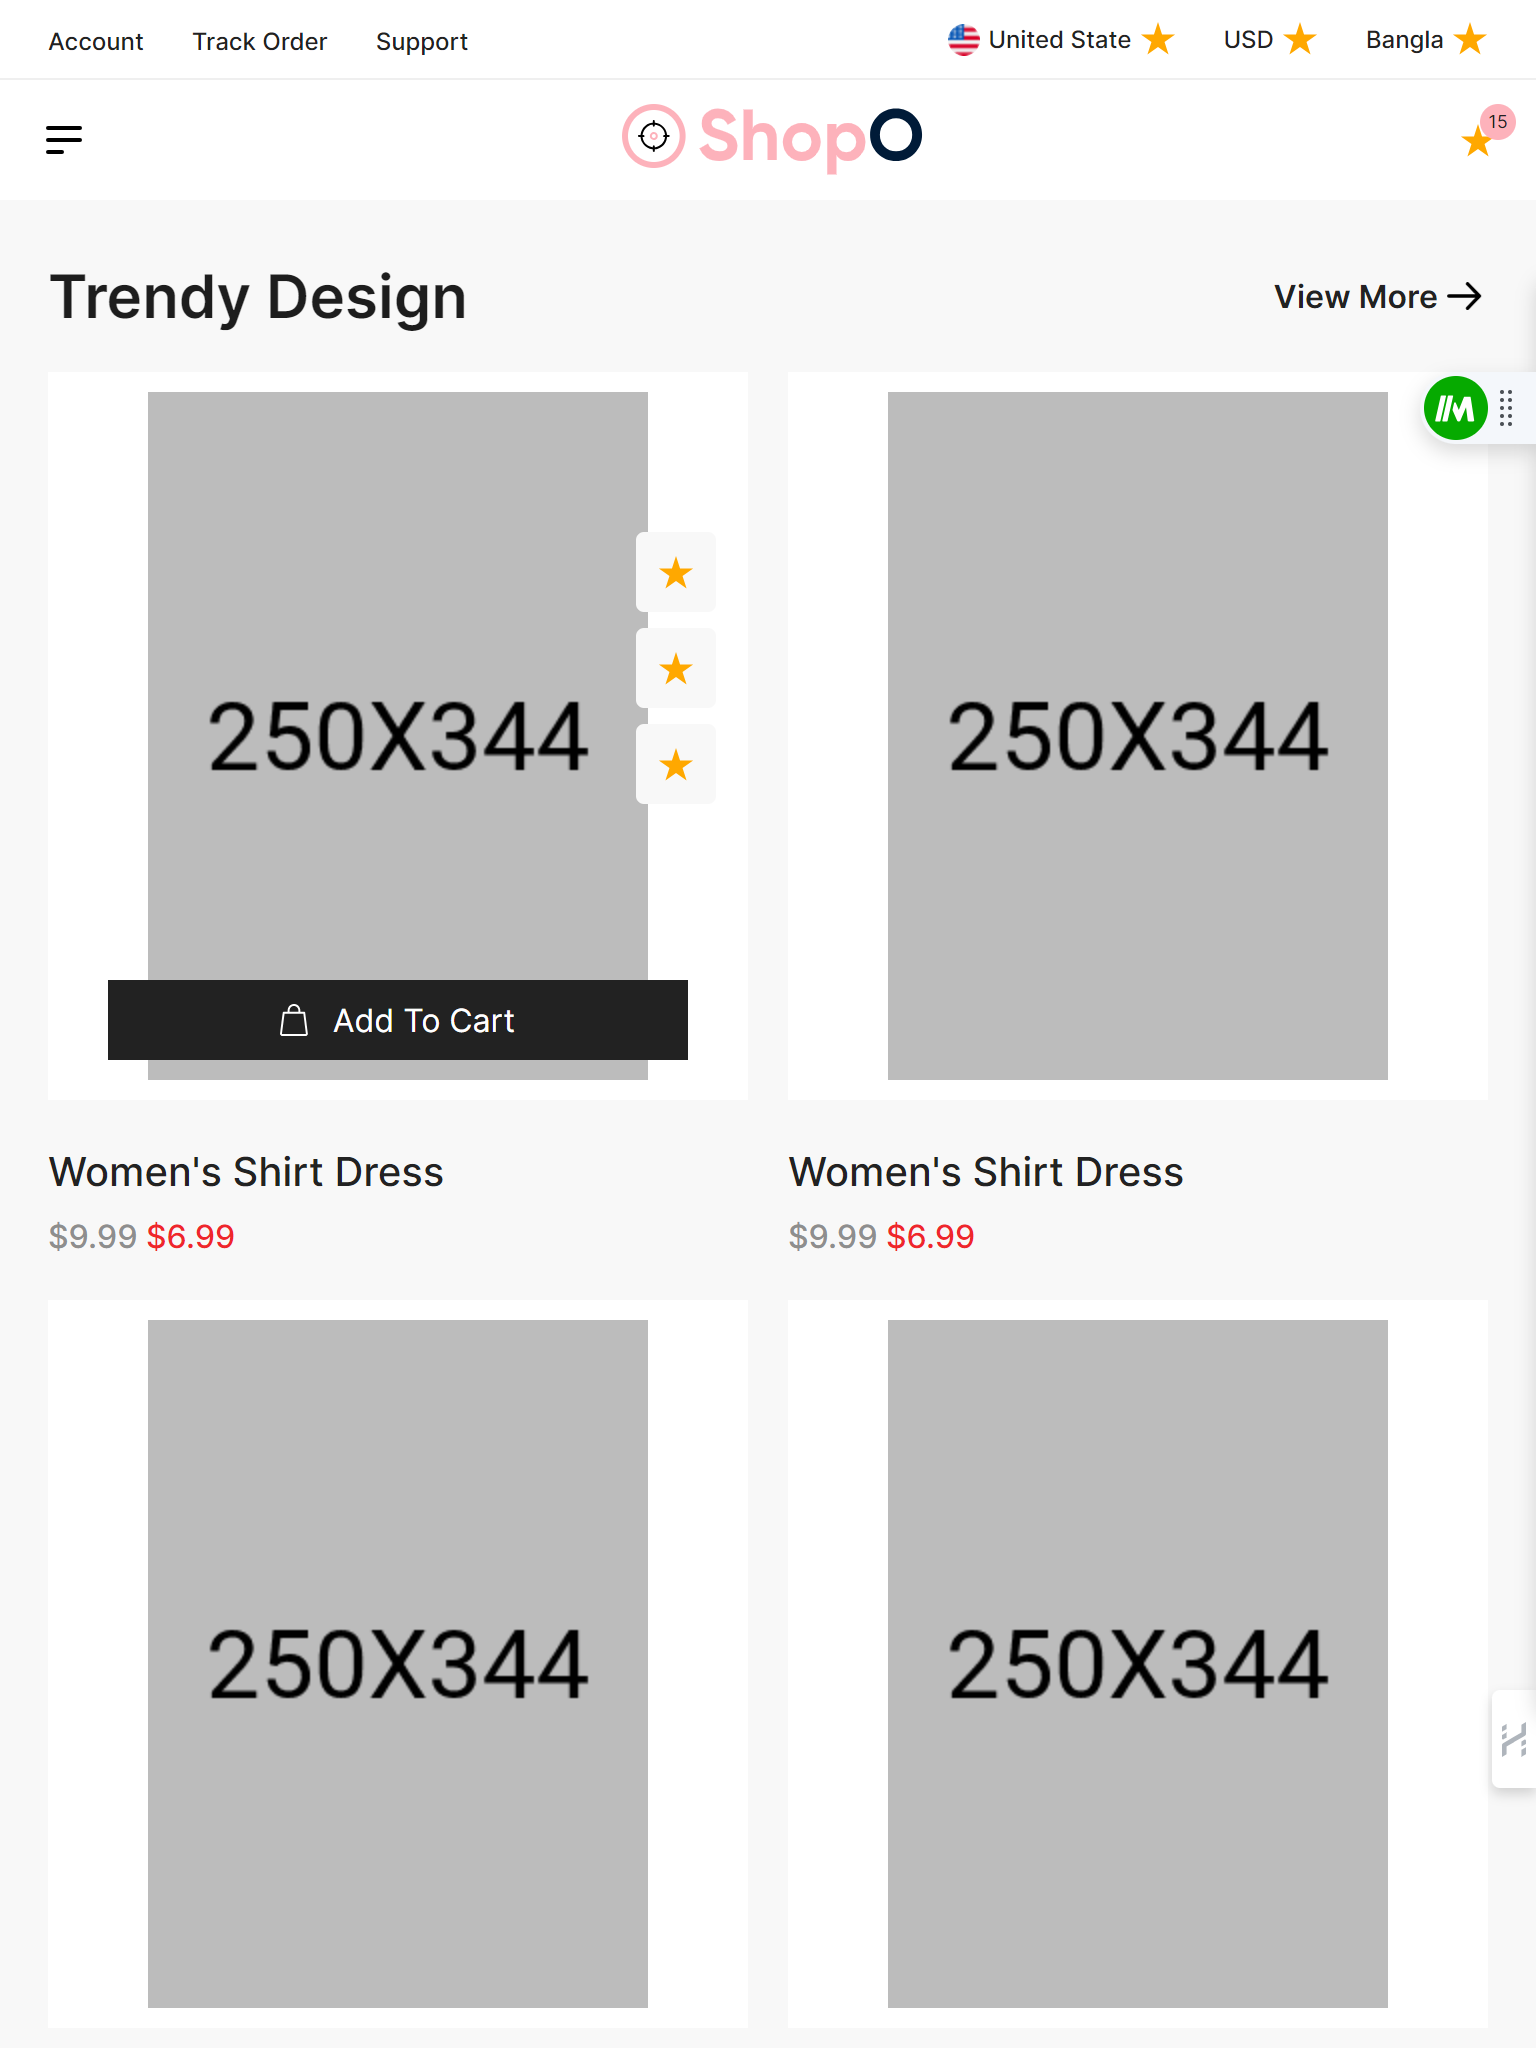 Account Track Order Support United State USD Bangla
ShopO
15
Trendy Design View More
250X344 250X344
Add To Cart
Women's Shirt Dress Women's Shirt Dress
$9.99 $6.99 $9.99 $6.99
250X344 250X344